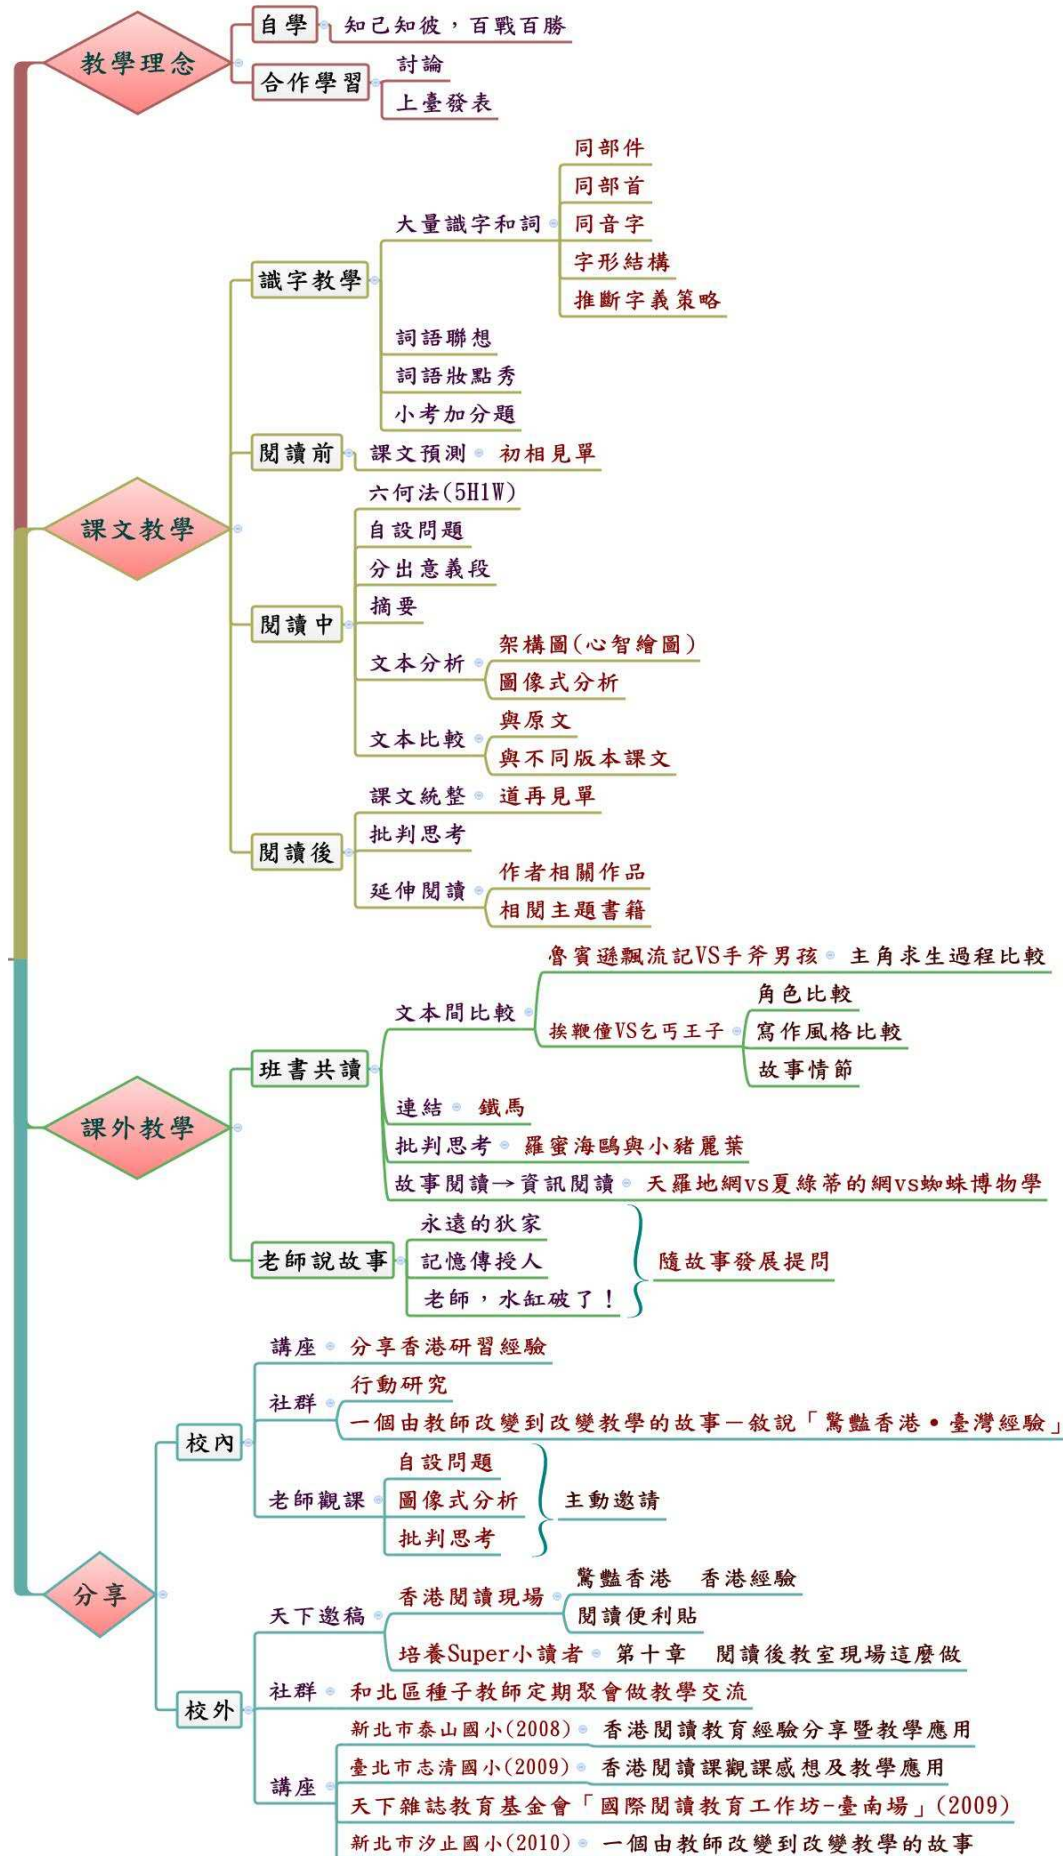 教學理念
自學
知己知彼，百戰百勝
合作學習
討論
上臺發表
課文教學
識字教學
大量識字和詞
同部件
同部首
同音字
字形結構
推斷字義策略
詞語聯想
詞語妝點秀
小考加分題
閱讀前
課文預測
初相見單
閱讀中
六何法(5H1W)
自設問題
分出意義段
摘要
文本分析
架構圖(心智繪圖)
圖像式分析
文本比較
與原文
與不同版本課文
閱讀後
課文統整
道再見單
批判思考
延伸閱讀
作者相關作品
相閱主題書籍
課外教學
班書共讀
文本間比較
魯賓遜飄流記VS手斧男孩
主角求生過程比較
挨鞭僮VS乞丐王子
角色比較
寫作風格比較
故事情節
連結
鐵馬
批判思考
羅蜜海鷗與小豬麗葉
故事閱讀→資訊閱讀
天羅地網vs夏綠蒂的網vs蜘蛛博物學
老師說故事
永遠的狄家
記憶傳授人
老師，水缸破了！
隨故事發展提問
分享
校內
講座
分享香港研習經驗
社群
行動研究
一個由教師改變到改變教學的故事－敘說「驚豔香港•臺灣經驗」
老師觀課
自設問題
圖像式分析
批判思考
主動邀請
校外
天下邀稿
香港閱讀現場
驚豔香港　香港經驗
閱讀便利貼
培養Super小讀者
第十章　閱讀後教室現場這麼做
社群
和北區種子教師定期聚會做教學交流
講座
新北市泰山國小(2008)
香港閱讀教育經驗分享暨教學應用
臺北市志清國小(2009)
香港閱讀課觀課感想及教學應用
天下雜誌教育基金會「國際閱讀教育工作坊-臺南場」(2009)
新北市汐止國小(2010)
一個由教師改變到改變教學的故事